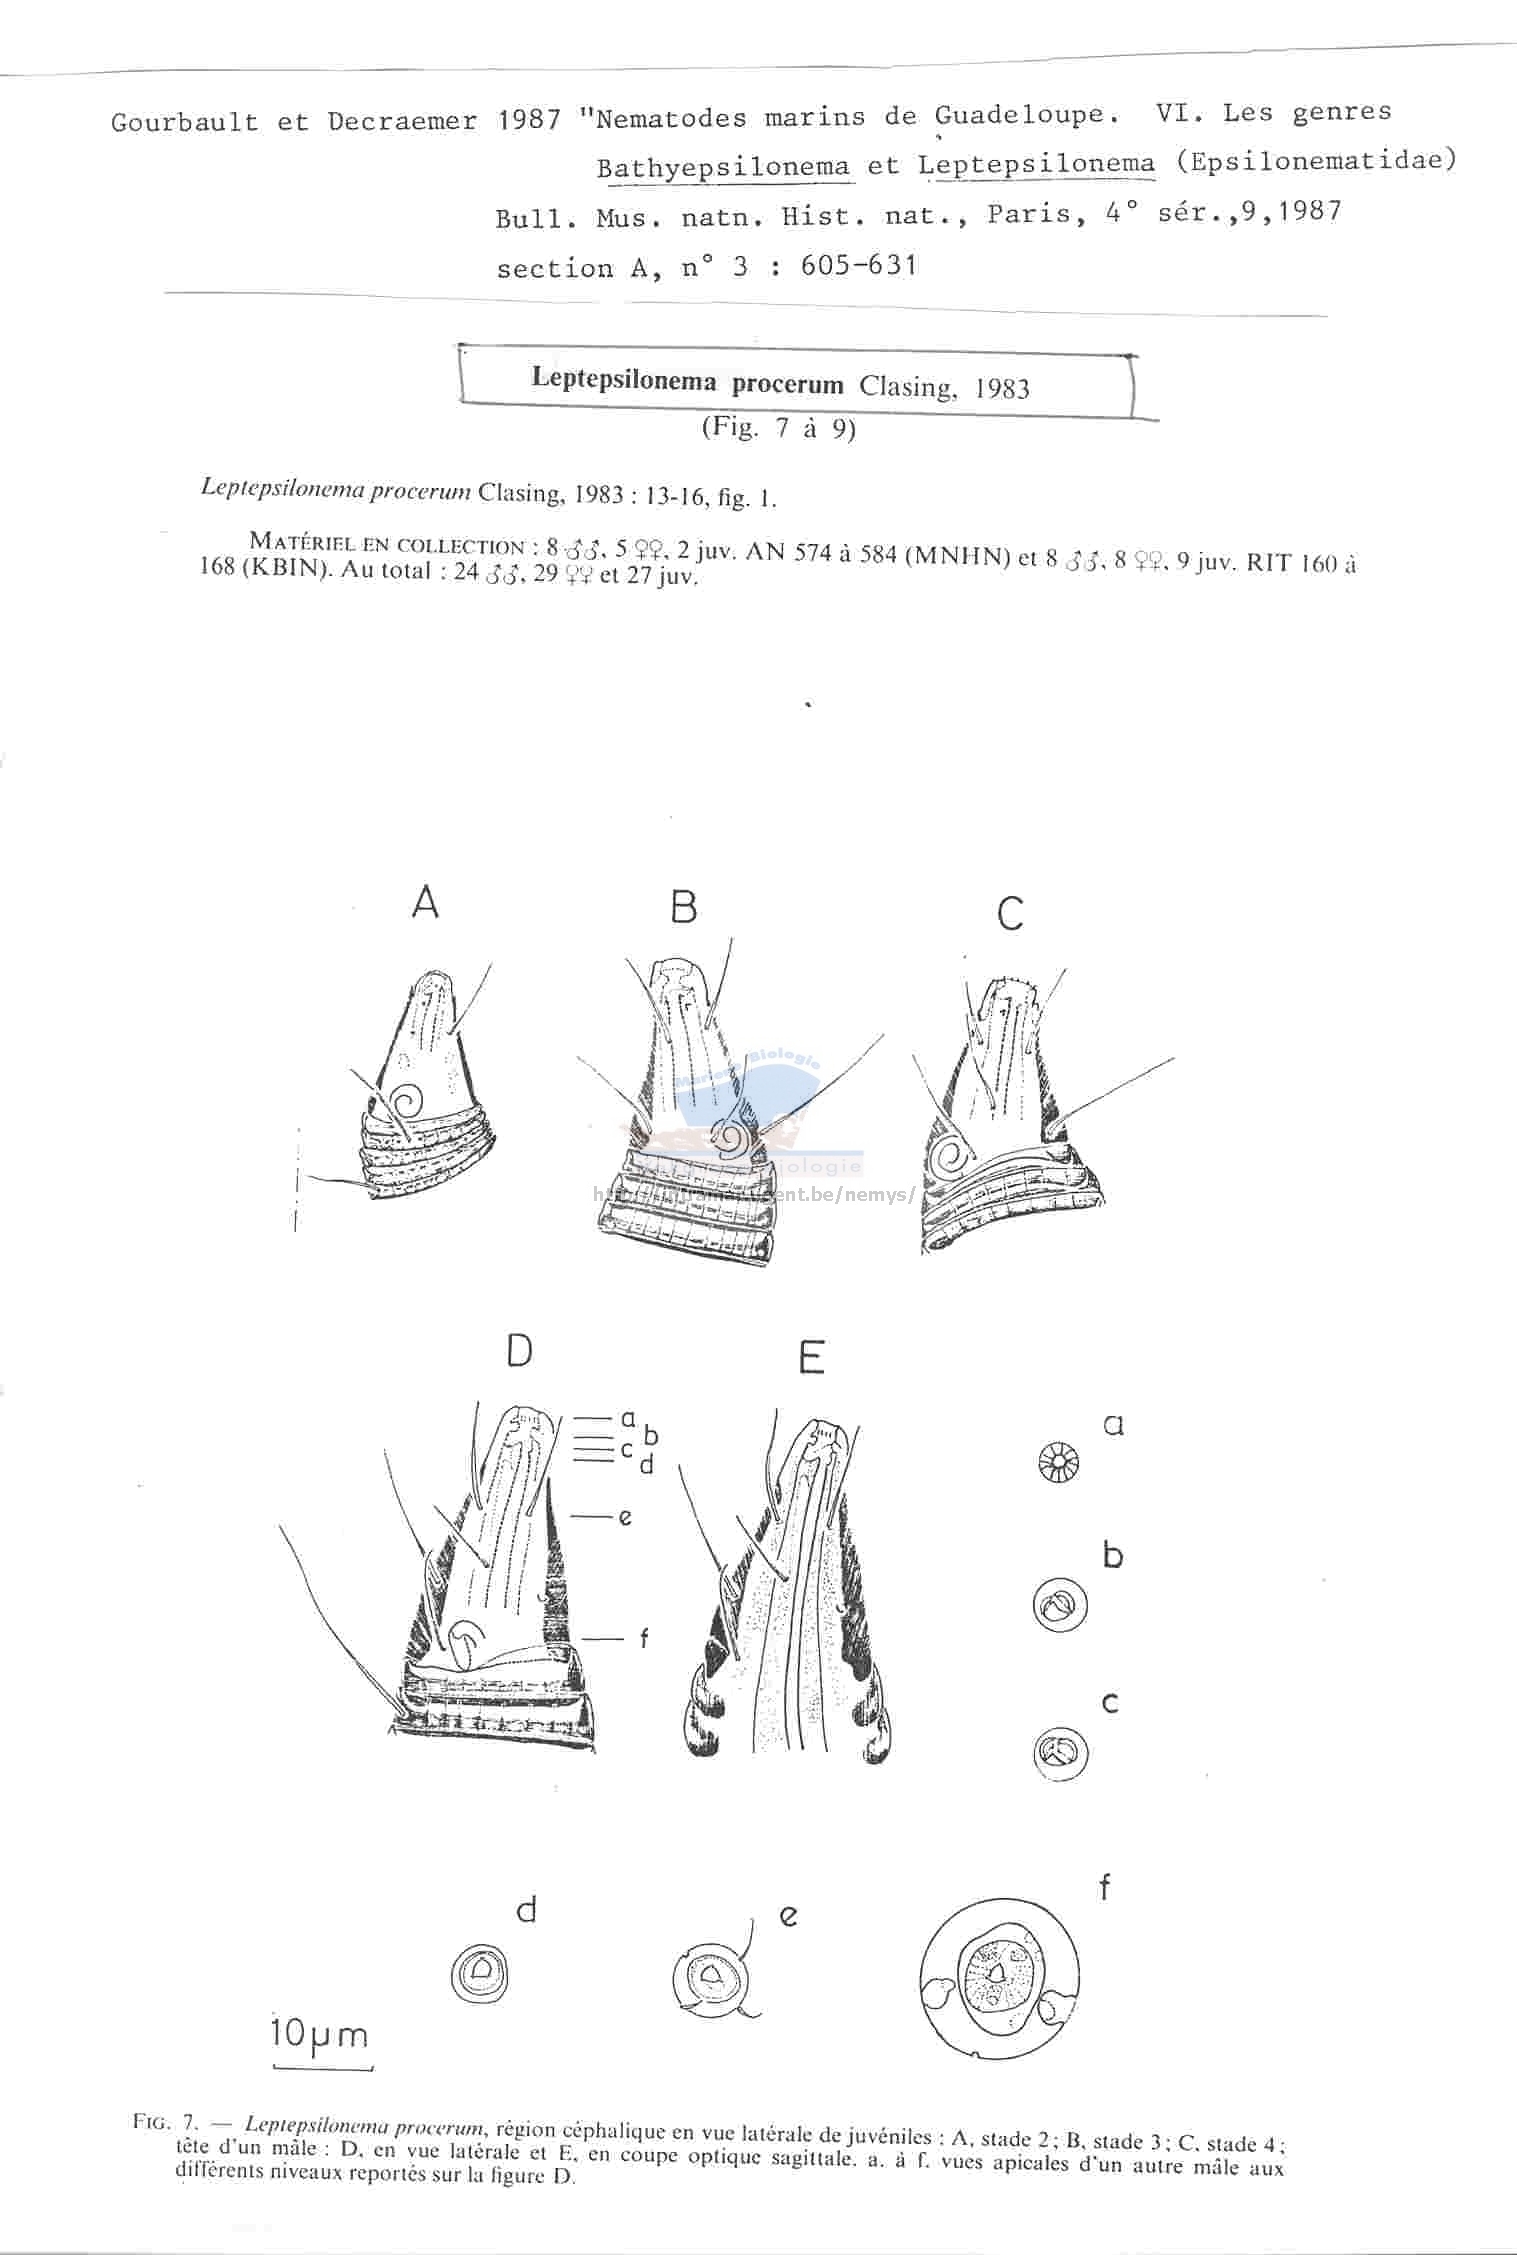 Gourbault et Decraemer 1987 "Nematodes marins de Guadeloupe. VI. Les genres
Bathyepsilonema et Leptepsilonema (Epsilonematidae)
Bull. Mus. natn. Hist. nat., Paris, 4° sér.,9,1987
section A, n° 3 : 605-631
Leptepsilonema procerum Clasing, 1983
(Fig. 7 à 9)
Leptepsilonema procerum Clasing, 1983 : 13-16, fig. 1.
MATÉRIEL EN COLLECTION : 8 ♂♂, 5 ♀♀, 2 juv. AN 574 à 584 (MNHN) et 8 ♂♂, 8 ♀♀, 9 juv. RIT 160 à
168 (KBIN). Au total : 24 ♂♂, 29 ♀♀ et 27 juv.
A
B
C
Biologie
iologie
ent.be/nemys/
D
E
a
b
c
d
e
f
a
b
c
d
e
f
10µm
FIG. 7. — Leptepsilonema procerum, région céphalique en vue latérale de juvéniles : A, stade 2 ; B, stade 3 ; C, stade 4 ;
tête d'un mâle : D, en vue latérale et E, en coupe optique sagittale. a. à f. vues apicales d'un autre mâle aux
différents niveaux reportés sur la figure D.